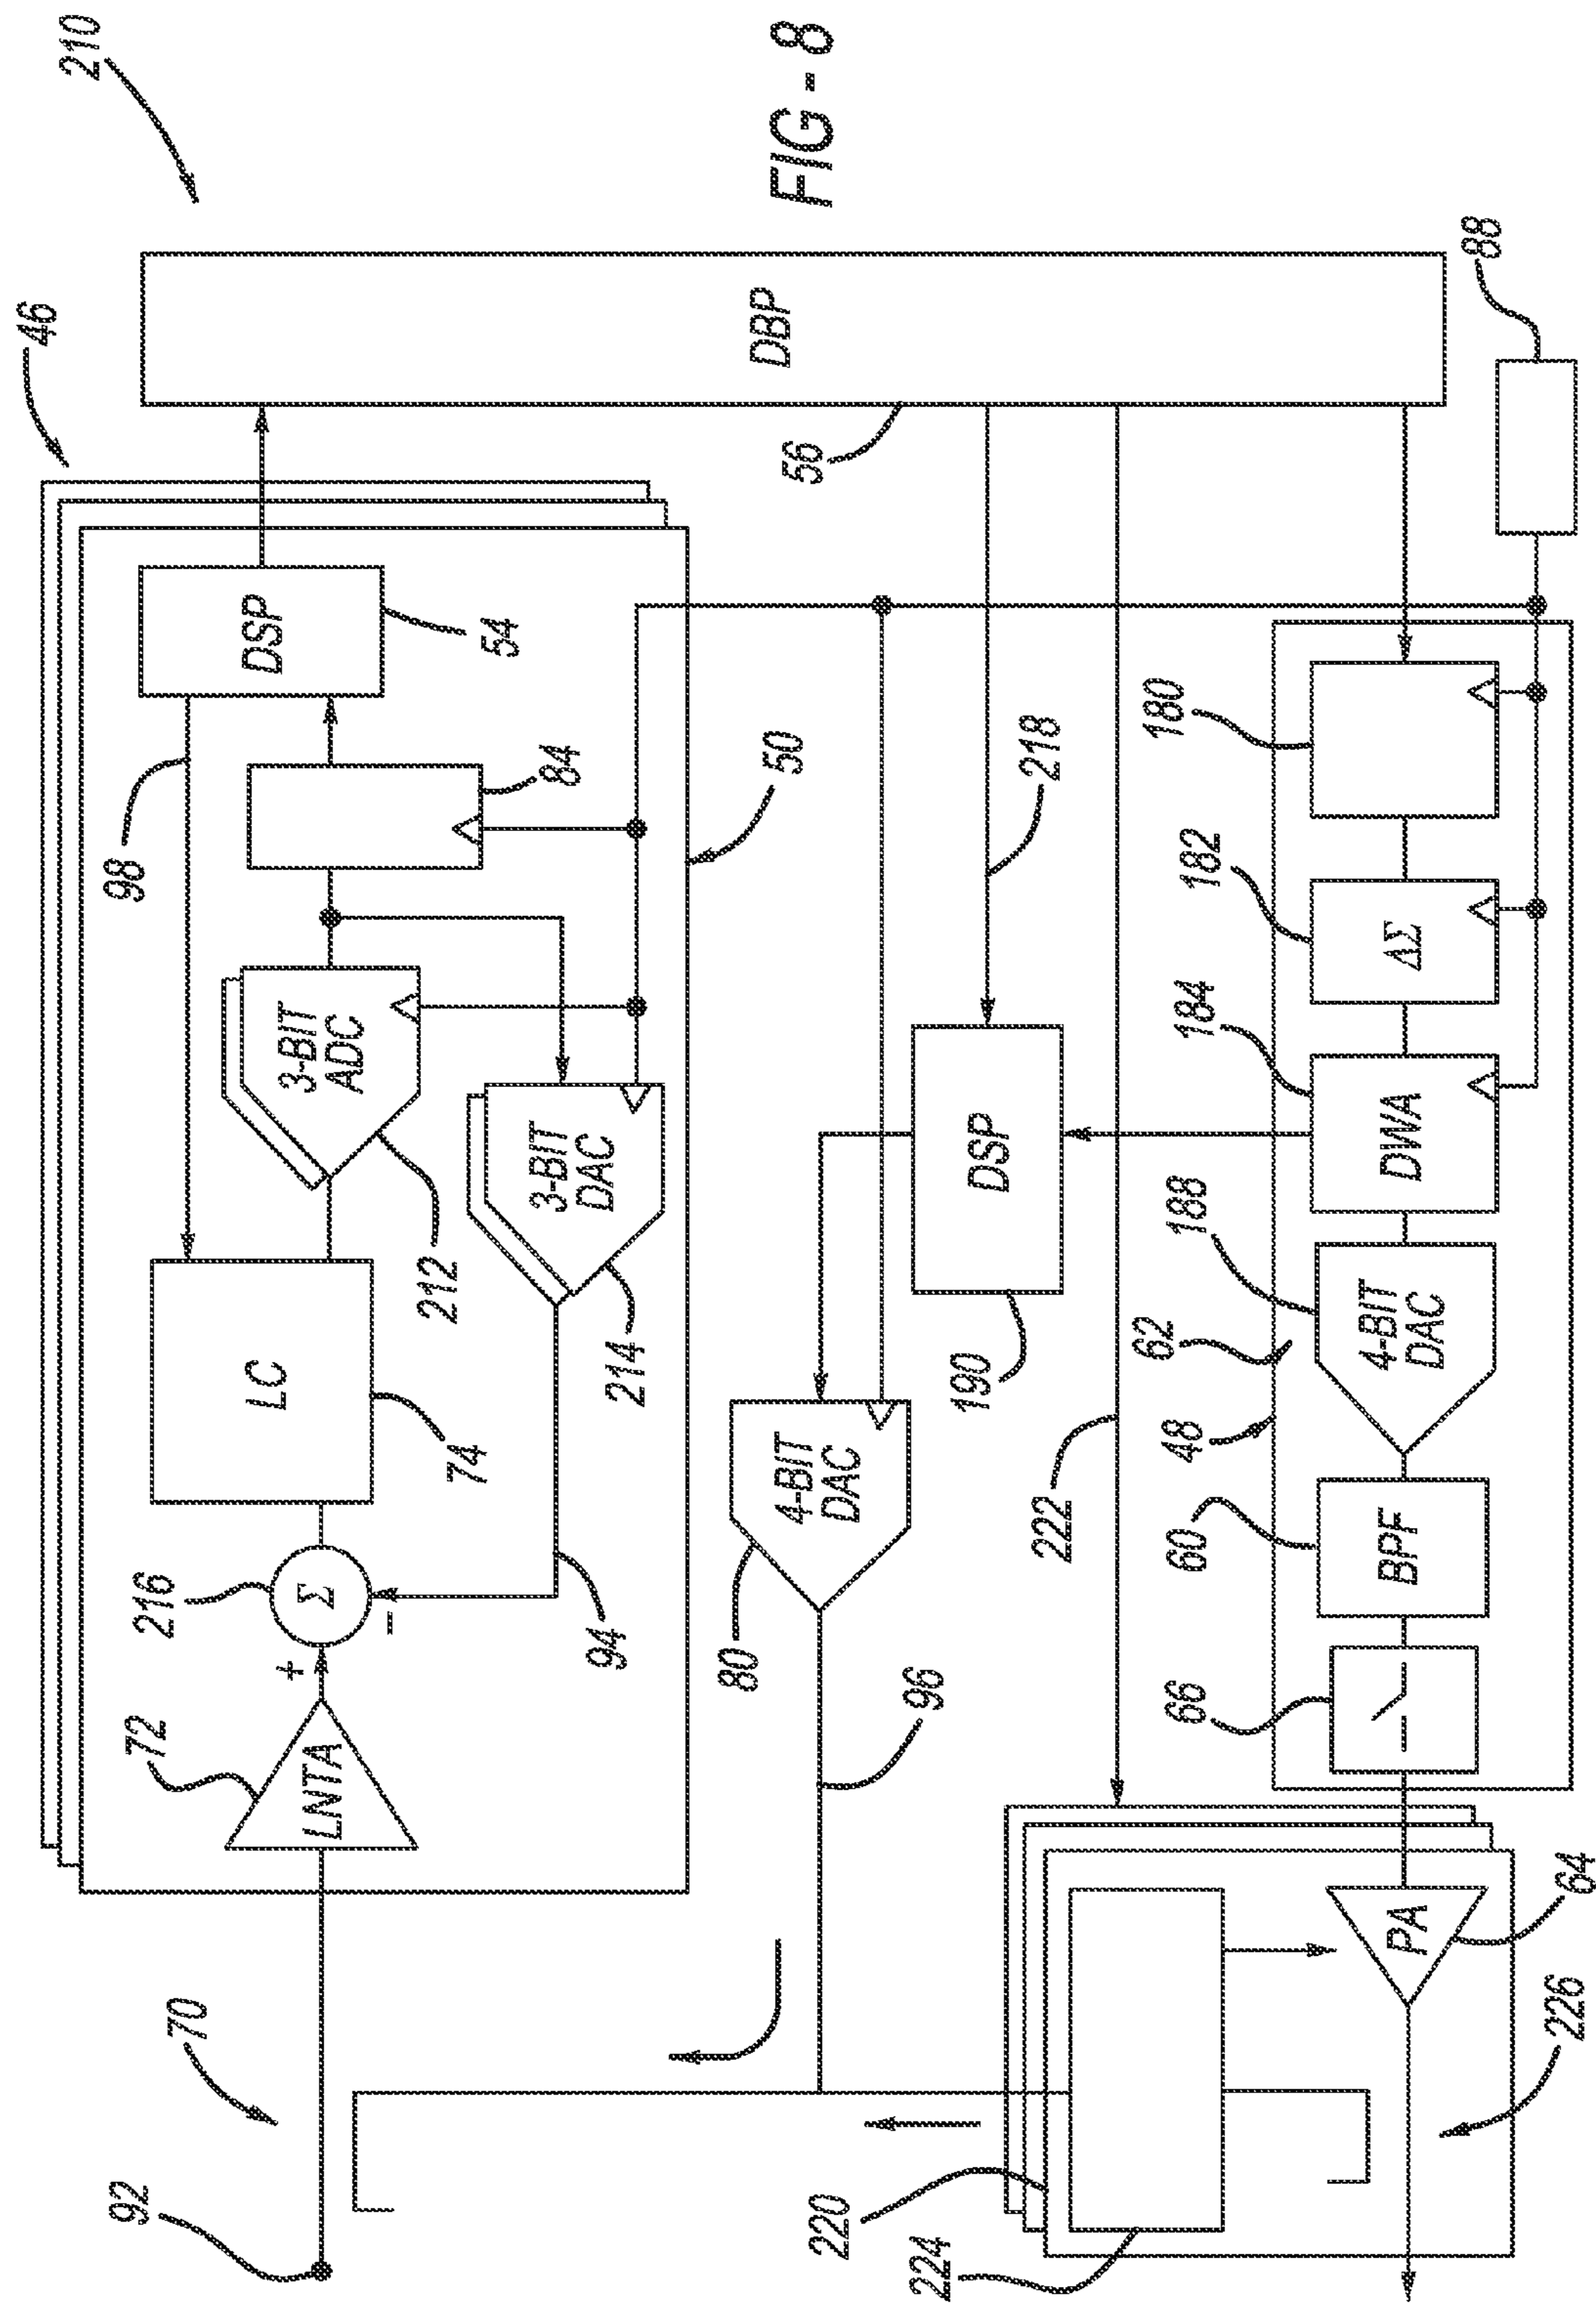 210
46
98
DSP
54
84
3-BIT
ADC
212
3-BIT
DAC
214
LC
74
216
Σ
+
−
72
LNTA
94
50
70
92
DBP
56
88
FIG - 8
218
DSP
190
222
4-BIT
DAC
80
96
180
182
ΔΣ
184
DWA
188
4-BIT
DAC
62
48
60
BPF
66
PA
64
226
220
224